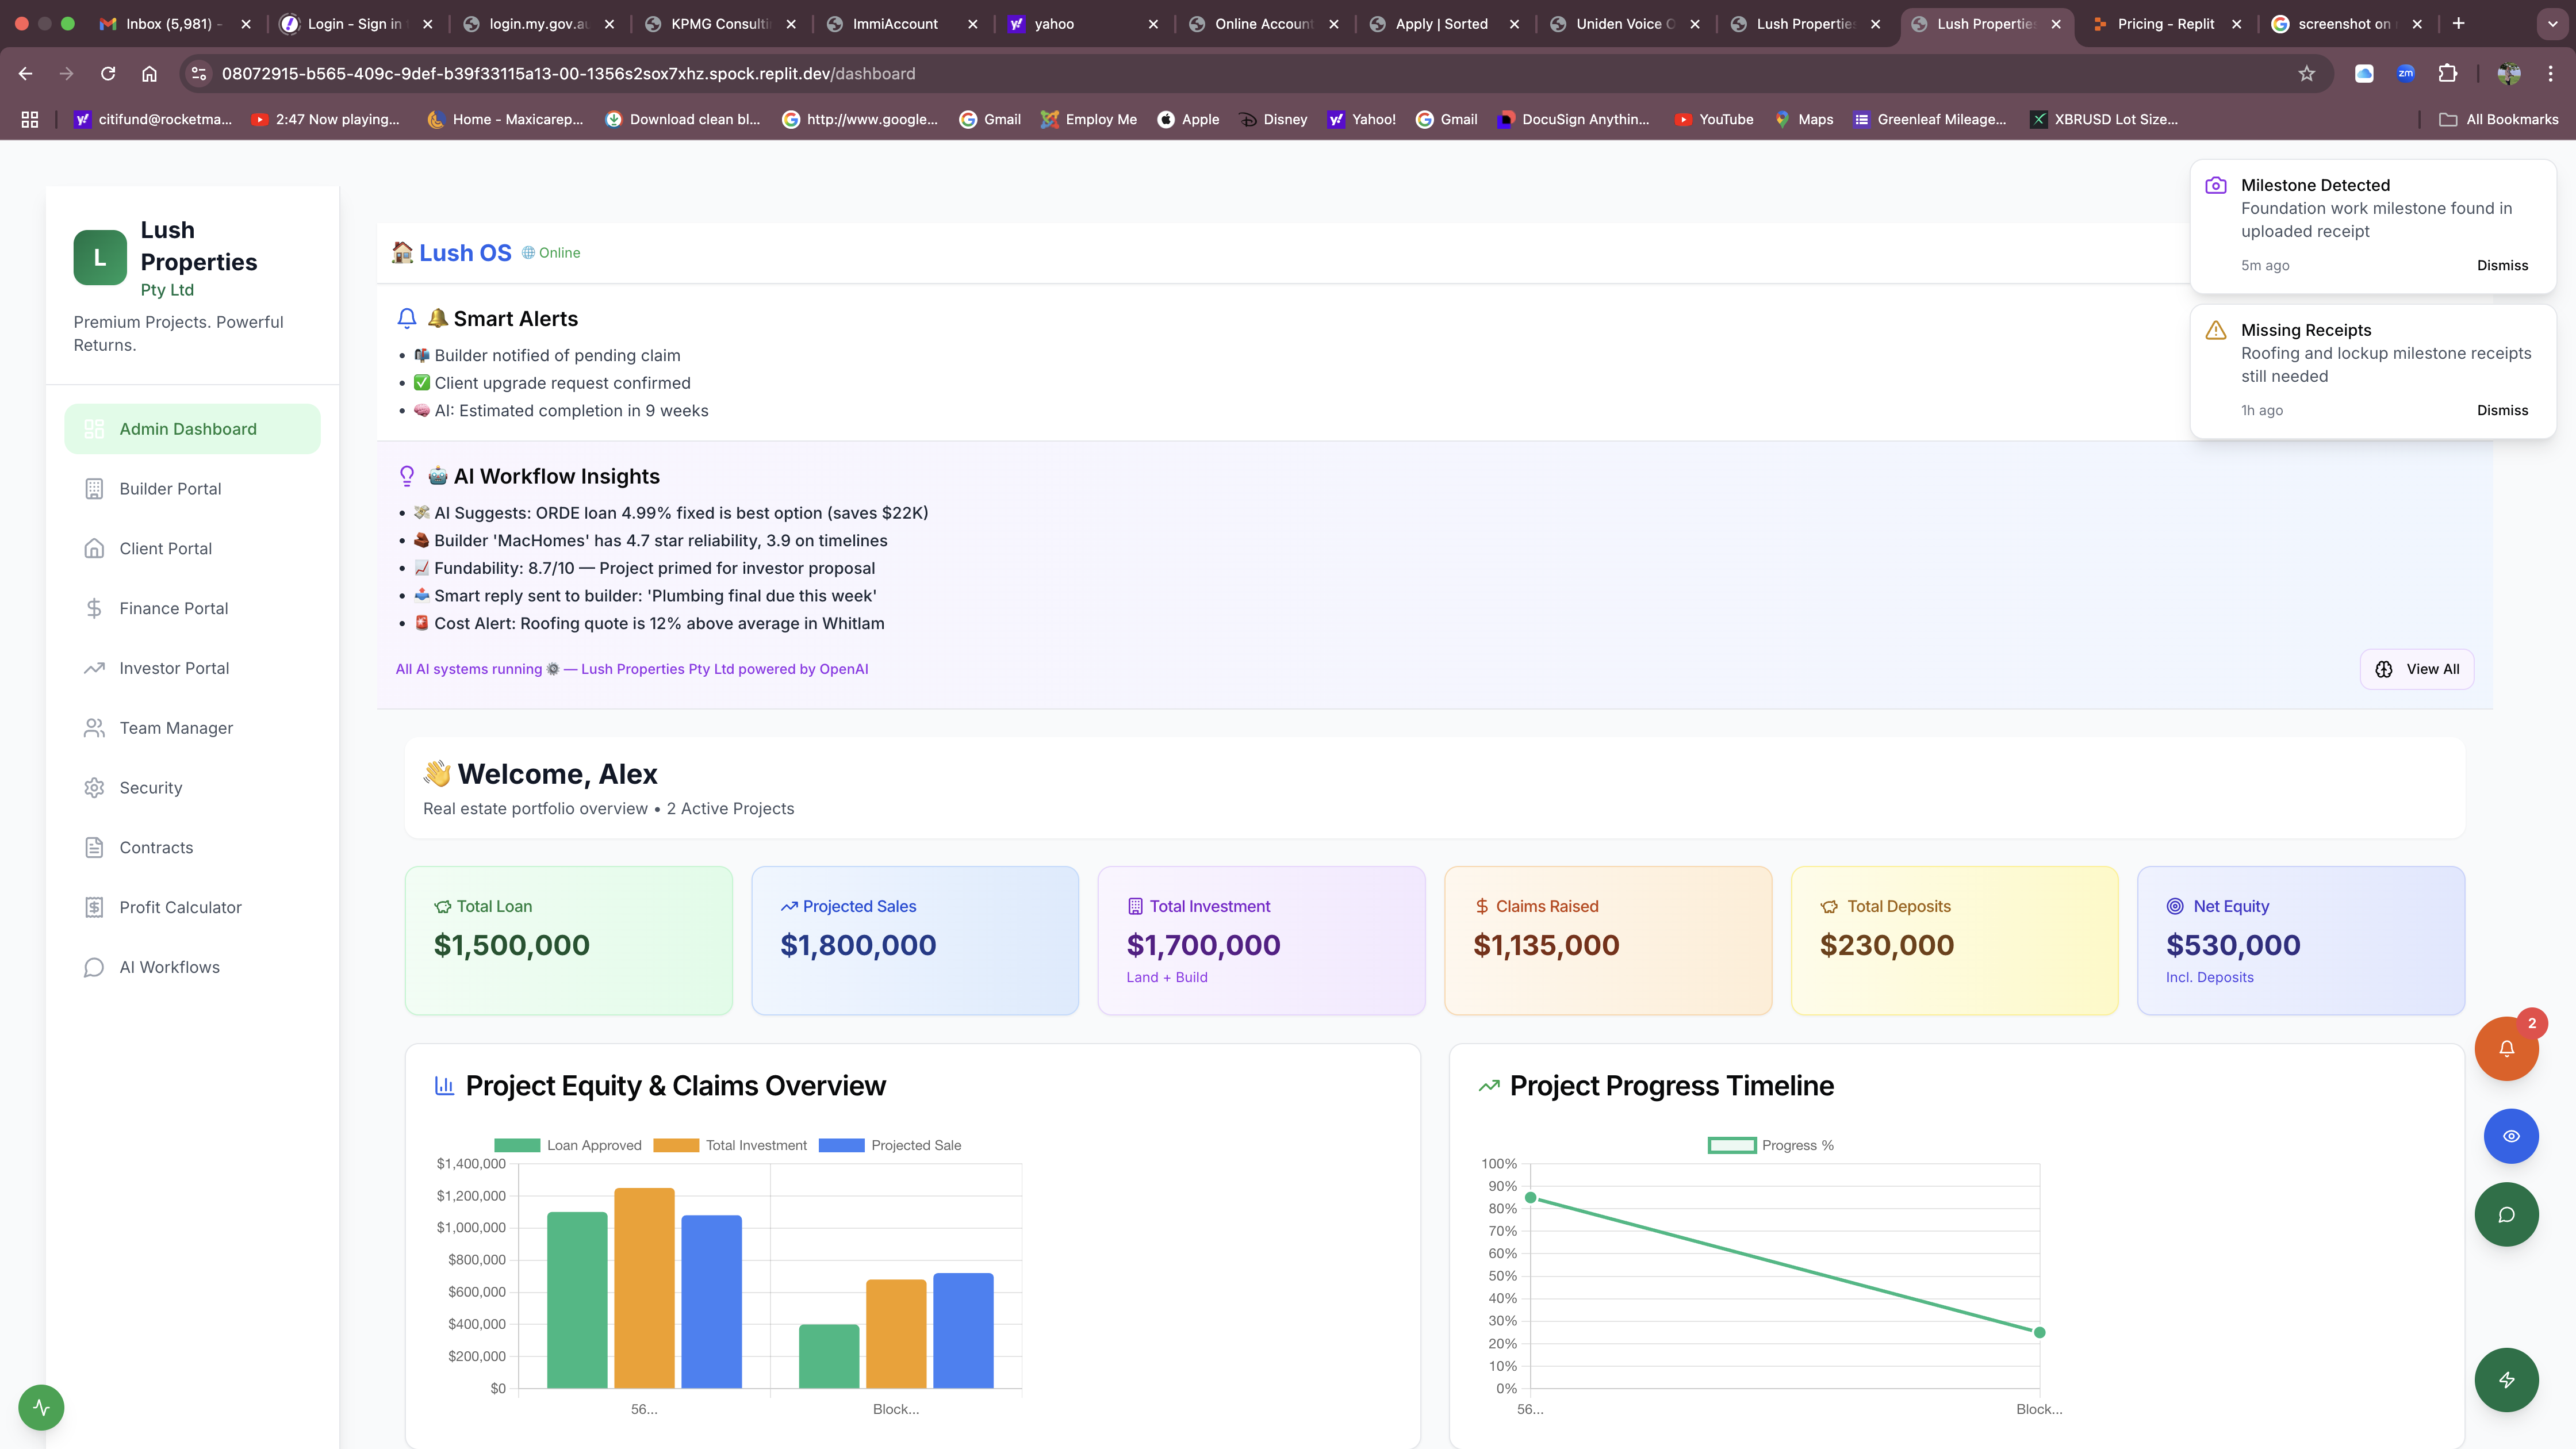 Inbox (5,981) -
Login - Sign in
login.my.gov.au
KPMG Consulti
ImmiAccount
yahoo
Online Account
Apply | Sorted
Uniden Voice O
Lush Properties
Lush Properties
Pricing - Replit
screenshot on
08072915-b565-409c-9def-b39f33115a13-00-1356s2sox7xhz.spock.replit.dev/dashboard
zm
citifund@rocketma...
2:47 Now playing...
Home - Maxicarep...
Download clean bl...
http://www.google...
Gmail
Employ Me
Apple
Disney
Yahoo!
Gmail
DocuSign Anythin...
YouTube
Maps
Greenleaf Mileage...
XBRUSD Lot Size...
All Bookmarks
L
Lush
Properties
Pty Ltd
Premium Projects. Powerful
Returns.
Admin Dashboard
Builder Portal
Client Portal
Finance Portal
Investor Portal
Team Manager
Security
Contracts
Profit Calculator
AI Workflows
🏠 Lush OS 🌐 Online
🔔 Smart Alerts
• 📬 Builder notified of pending claim
• ✅ Client upgrade request confirmed
• 🧠 AI: Estimated completion in 9 weeks
Milestone Detected
Foundation work milestone found in
uploaded receipt
5m ago
Dismiss
Missing Receipts
Roofing and lockup milestone receipts
still needed
1h ago
Dismiss
🤖 AI Workflow Insights
• 💸 AI Suggests: ORDE loan 4.99% fixed is best option (saves $22K)
• 🧱 Builder 'MacHomes' has 4.7 star reliability, 3.9 on timelines
• 📈 Fundability: 8.7/10 — Project primed for investor proposal
• 📤 Smart reply sent to builder: 'Plumbing final due this week'
• 🚨 Cost Alert: Roofing quote is 12% above average in Whitlam
All AI systems running ⚙️ — Lush Properties Pty Ltd powered by OpenAI
View All
👋 Welcome, Alex
Real estate portfolio overview • 2 Active Projects
Total Loan
$1,500,000
Projected Sales
$1,800,000
Total Investment
$1,700,000
Land + Build
Claims Raised
$1,135,000
Total Deposits
$230,000
Net Equity
$530,000
Incl. Deposits
2
Project Equity & Claims Overview
Loan Approved
Total Investment
Projected Sale
$1,400,000
$1,200,000
$1,000,000
$800,000
$600,000
$400,000
$200,000
$0
56...
Block...
Project Progress Timeline
Progress %
100%
90%
80%
70%
60%
50%
40%
30%
20%
10%
0%
56...
Block...